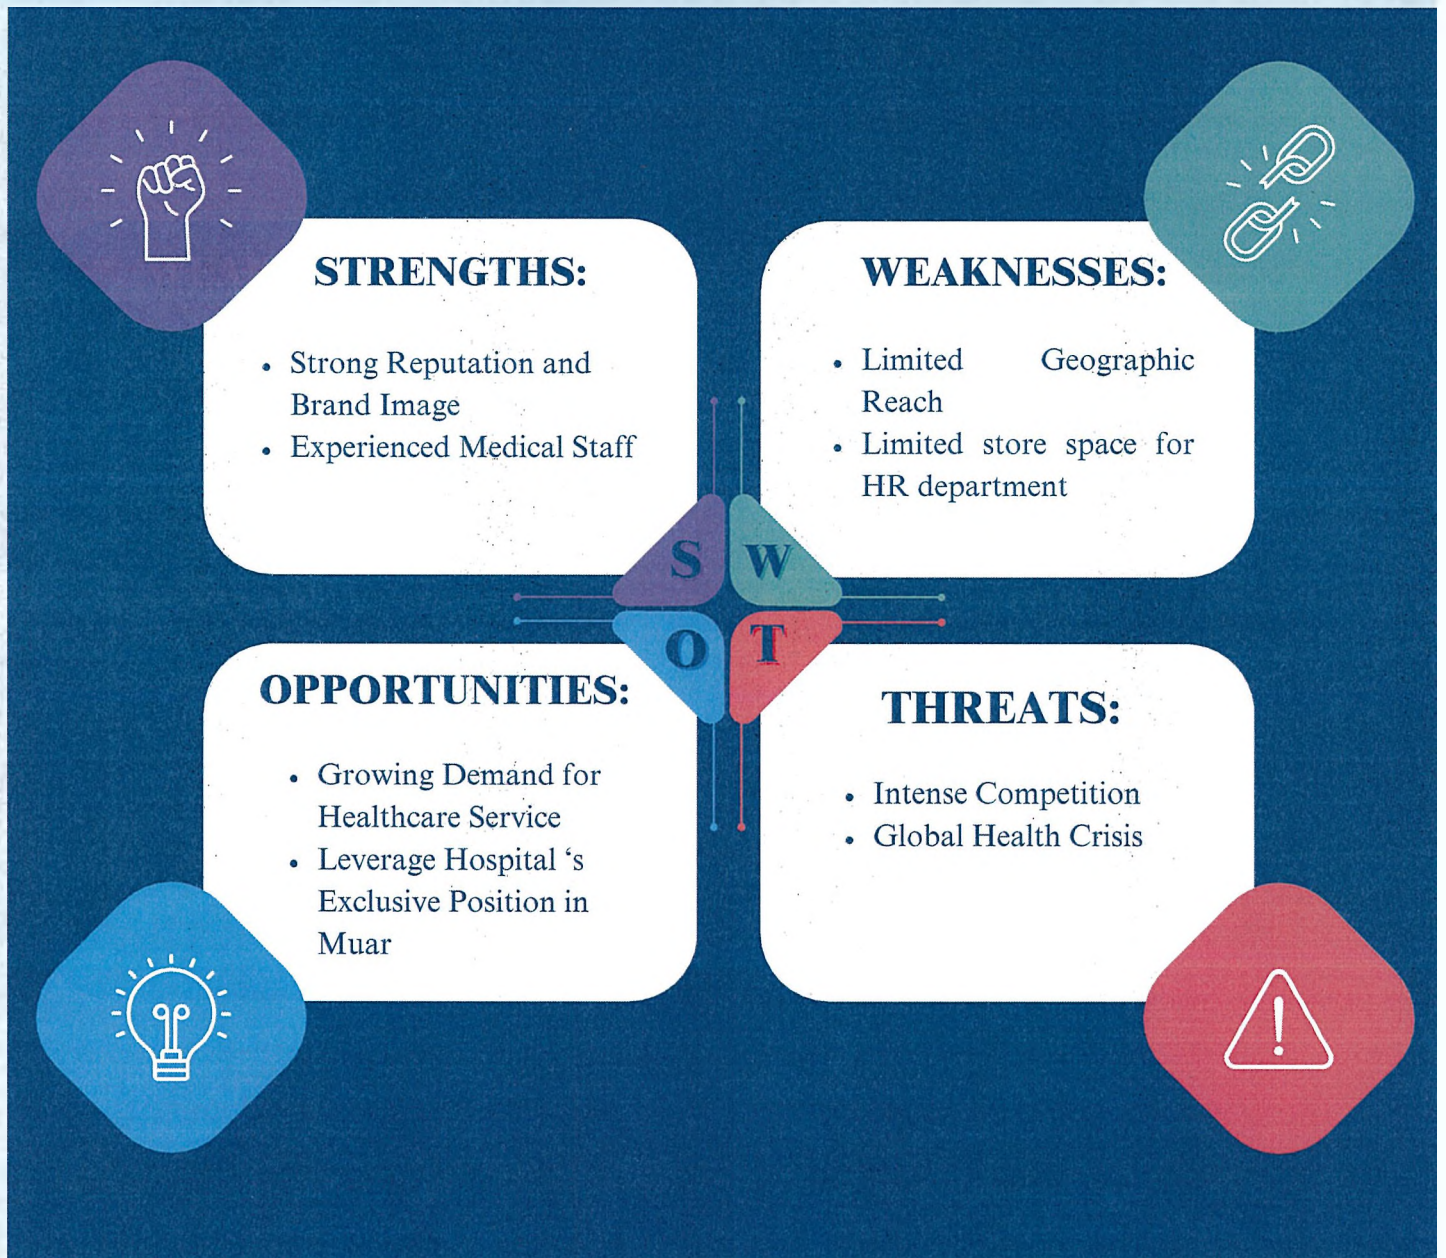 STRENGTHS:
• Strong Reputation and
Brand Image
• Experienced Medical Staff
WEAKNESSES:
• Limited Geographic
Reach
• Limited store space for
HR department
S W
O T
OPPORTUNITIES:
• Growing Demand for
Healthcare Service
• Leverage Hospital ‘s
Exclusive Position in
Muar
THREATS:
• Intense Competition
• Global Health Crisis